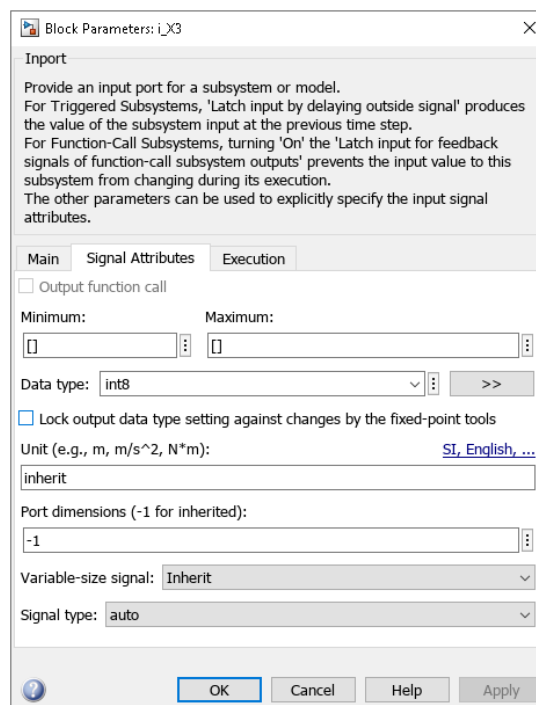 Block Parameters: i_X3
Inport
Provide an input port for a subsystem or model.
For Triggered Subsystems, 'Latch input by delaying outside signal' produces
the value of the subsystem input at the previous time step.
For Function-Call Subsystems, turning 'On' the 'Latch input for feedback
signals of function-call subsystem outputs' prevents the input value to this
subsystem from changing during its execution.
The other parameters can be used to explicitly specify the input signal
attributes.
Main Signal Attributes Execution
Output function call
Minimum: Maximum:
[] []
Data type: int8 >>
Lock output data type setting against changes by the fixed-point tools
Unit (e.g., m, m/s^2, N*m): SI, English, ...
inherit
Port dimensions (-1 for inherited):
-1
Variable-size signal: Inherit
Signal type: auto
OK Cancel Help Apply